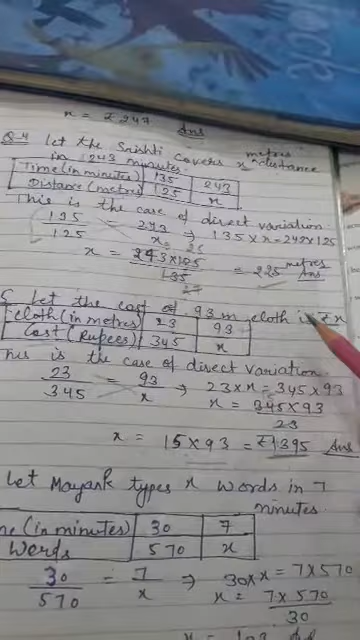 ock
x = ₹247 Ans
Q-4 Let the Srishti covers x metres distance
in 243 minutes.
Time(in minutes) 135 243
Distance(metres) 125 x
This is the case of direct variation
135/125 = 243/x ⇒ 135 x x = 243 x 125
x = 243 x 125 / 135 = 225 metres Ans
5 Let the cost of 93 m cloth is ₹x
Cloth (in metres) 23 93
Cost (Rupees) 345 x
This is the case of direct variation.
23/345 = 93/x ⇒ 23 x x = 345 x 93
x = 345 x 93 / 23
x = 15 x 93 = ₹1395 Ans
Let Mayank types x words in 7
minutes
me (in minutes) 30 7
Words 570 x
30/570 = 7/x ⇒ 30 x x = 7 x 570
x = 7 x 570
30